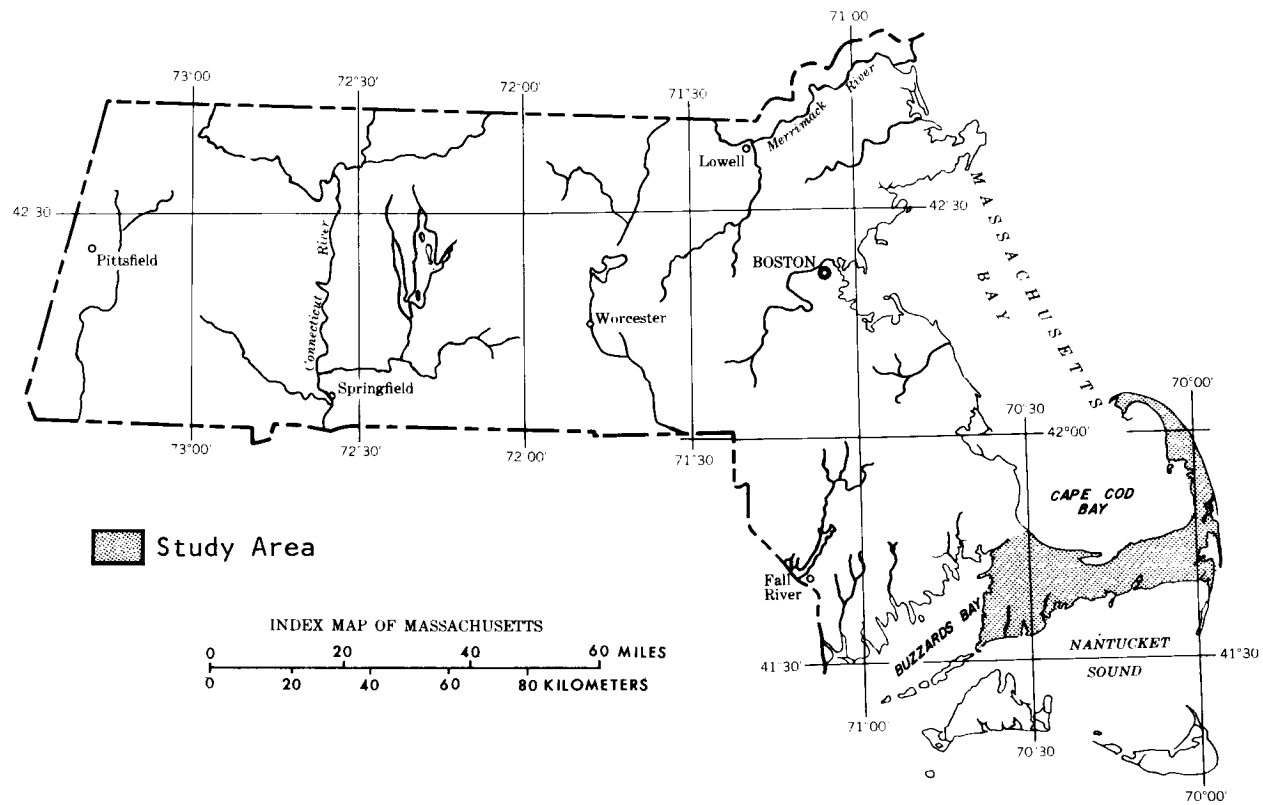 71 00
73°00'
72°30'
72°00'
71°30
Merrimack River
Lowell
42°30
42°30
Pittsfield
Connecticut River
BOSTON
MASSACHUSETTS
BAY
Worcester
Springfield
70°00'
70°30
42°00'
73°00'
72°30'
72°00'
71°30
CAPE COD
BAY
Study Area
Fall
River
BUZZARDS BAY
NANTUCKET
SOUND
41°30'
41°30
INDEX MAP OF MASSACHUSETTS
0 20 40 60 MILES
0 20 40 60 80 KILOMETERS
71°00'
70°30
70°00'